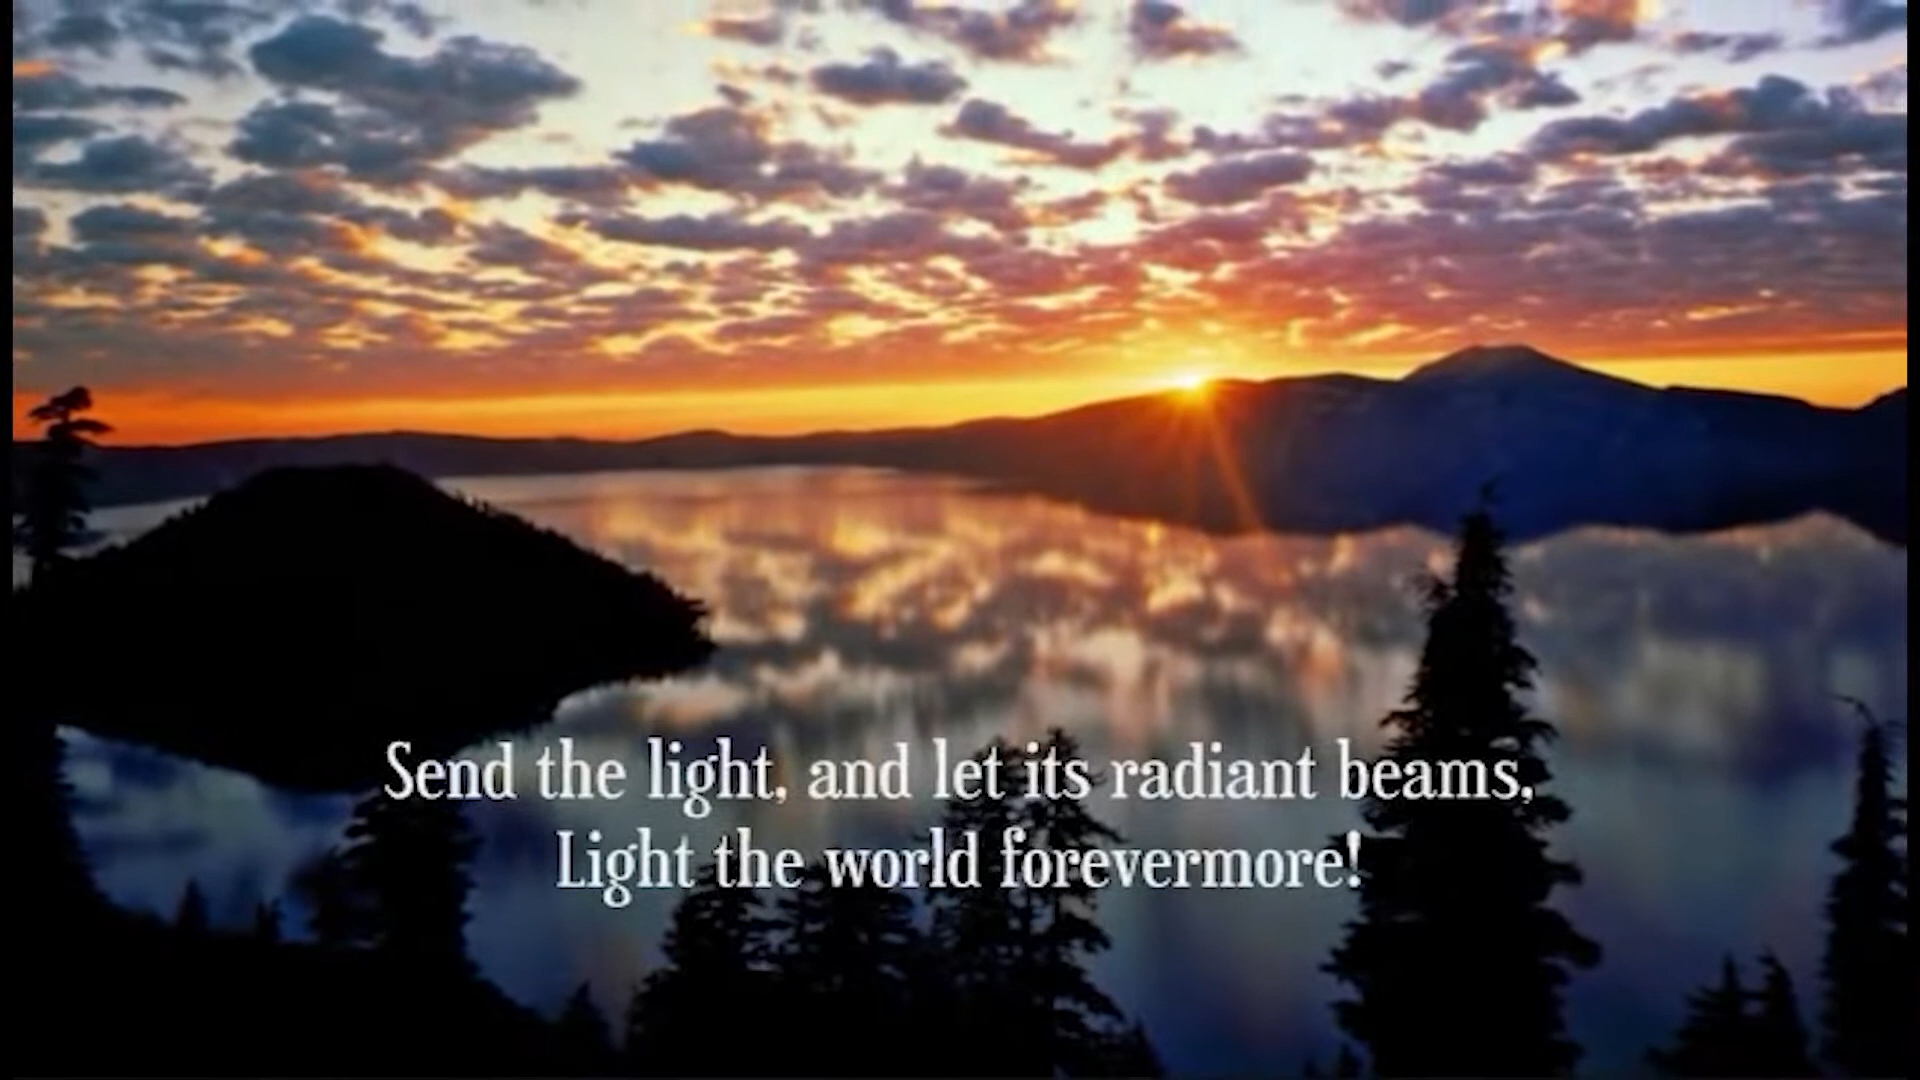 Send the light, and let its radiant beams,
Light the world forevermore!